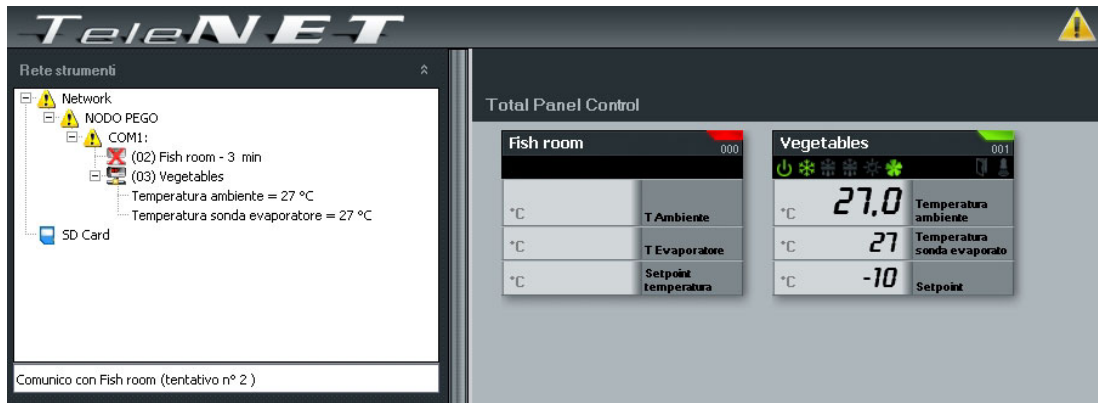 TeleNET
Rete strumenti
Network
NODO PEGO
COM1:
(02) Fish room - 3 min
(03) Vegetables
Temperatura ambiente = 27 °C
Temperatura sonda evaporatore = 27 °C
SD Card
Comunico con Fish room (tentativo n° 2 )
Total Panel Control
Fish room 000
°C T Ambiente
°C T Evaporatore
°C Setpoint
temperatura
Vegetables 001
°C 27,0 Temperatura
ambiente
°C 27 Temperatura
sonda evaporato
°C -10 Setpoint